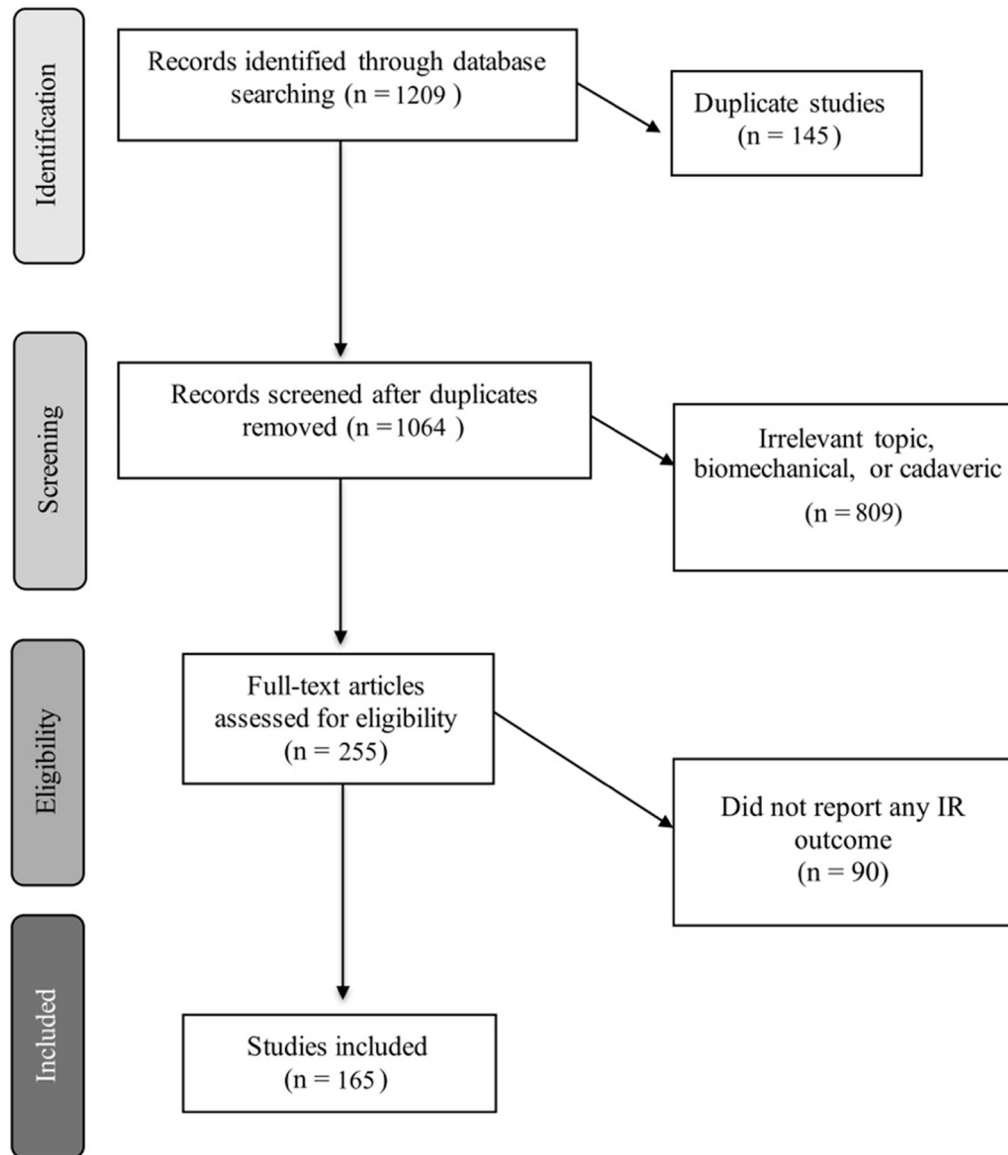 Identification
Records identified through database
searching (n = 1209 )
Duplicate studies
(n = 145)
Screening
Records screened after duplicates
removed (n =1064 )
Irrelevant topic,
biomechanical, or cadaveric
(n = 809)
Eligibility
Full-text articles
assessed for eligibility
(n = 255)
Did not report any IR
outcome
(n = 90)
Included
Studies included
(n = 165 )